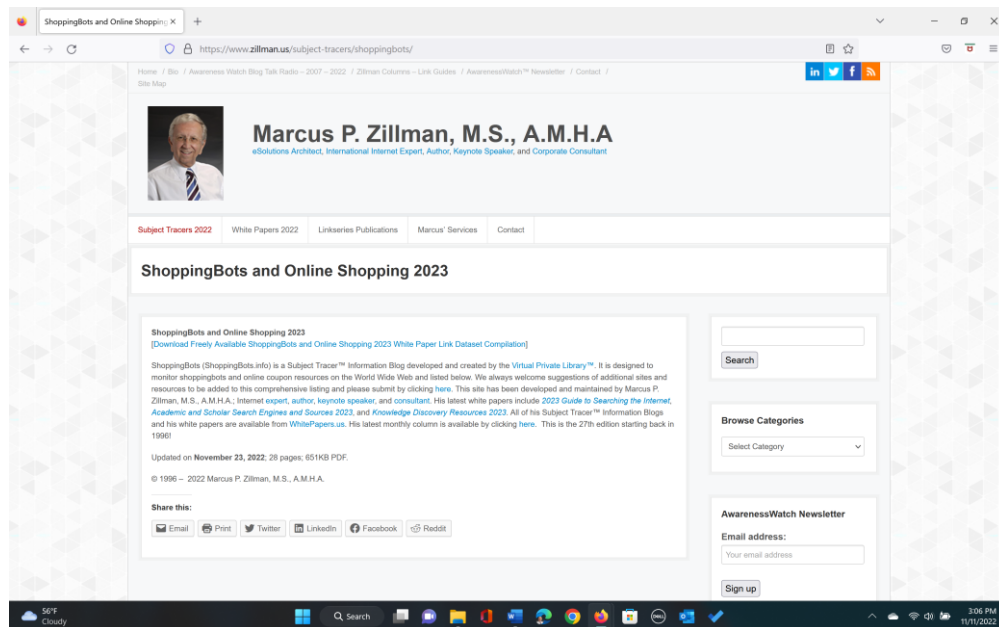 ShoppingBots and Online Shopping
https://www.zillman.us/subject-tracers/shoppingbots/
Home / Bio / Awareness Watch Blog Talk Radio – 2007 – 2022 / Zillman Columns – Link Guides / AwarenessWatch™ Newsletter / Contact /
Site Map
in f
Marcus P. Zillman, M.S., A.M.H.A
eSolutions Architect, International Internet Expert, Author, Keynote Speaker, and Corporate Consultant
Subject Tracers 2022 White Papers 2022 Linkseries Publications Marcus' Services Contact
ShoppingBots and Online Shopping 2023
ShoppingBots and Online Shopping 2023
[Download Freely Available ShoppingBots and Online Shopping 2023 White Paper Link Dataset Compilation]
ShoppingBots (ShoppingBots.info) is a Subject Tracer™ Information Blog developed and created by the Virtual Private Library™. It is designed to
monitor shoppingbots and online coupon resources on the World Wide Web and listed below. We always welcome suggestions of additional sites and
resources to be added to this comprehensive listing and please submit by clicking here. This site has been developed and maintained by Marcus P.
Zillman, M.S., A.M.H.A.; Internet expert, author, keynote speaker, and consultant. His latest white papers include 2023 Guide to Searching the Internet,
Academic and Scholar Search Engines and Sources 2023, and Knowledge Discovery Resources 2023. All of his Subject Tracer™ Information Blogs
and his white papers are available from WhitePapers.us. His latest monthly column is available by clicking here. This is the 27th edition starting back in
1996!
Updated on November 23, 2022; 28 pages; 651KB PDF.
© 1996 – 2022 Marcus P. Zillman, M.S., A.M.H.A.
Share this:
Email Print Twitter LinkedIn Facebook Reddit
Search
Browse Categories
Select Category
AwarenessWatch Newsletter
Email address:
Your email address
Sign up
56°F
Cloudy
Search
DELL
3:06 PM
11/11/2022